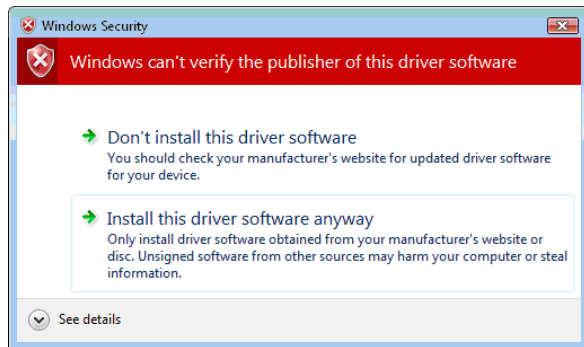 Windows Security
Windows can't verify the publisher of this driver software
Don't install this driver software
You should check your manufacturer's website for updated driver software
for your device.
Install this driver software anyway
Only install driver software obtained from your manufacturer's website or
disc. Unsigned software from other sources may harm your computer or steal
information.
See details